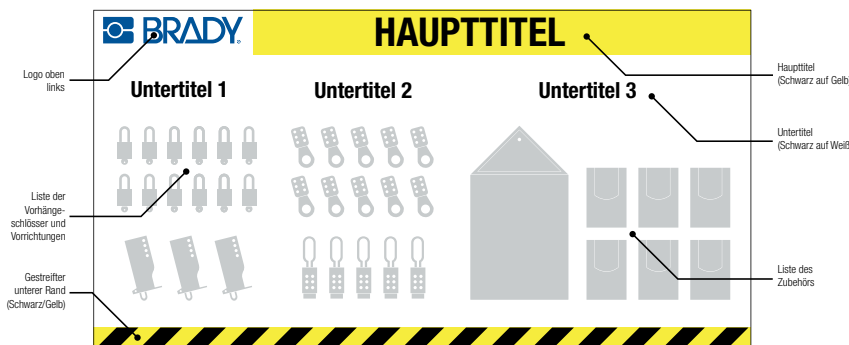 BRADY
HAUPTTITEL
Untertitel 1
Untertitel 2
Untertitel 3
Logo oben
links
Liste der
Vorhänge-
schlösser und
Vorrichtungen
Gestreifter
unterer Rand
(Schwarz/Gelb)
Haupttitel
(Schwarz auf Gelb)
Untertitel
(Schwarz auf Weiß
Liste des
Zubehörs